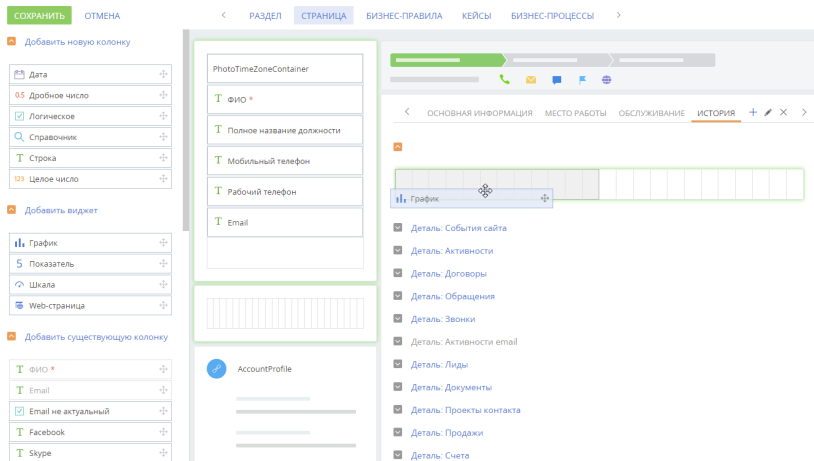 СОХРАНИТЬ ОТМЕНА РАЗДЕЛ СТРАНИЦА БИЗНЕС-ПРАВИЛА КЕЙСЫ БИЗНЕС-ПРОЦЕССЫ
Добавить новую колонку
Дата
0.5 Дробное число
Логическое
Справочник
T Строка
123 Целое число
Добавить виджет
График
5 Показатель
Шкала
Web-страница
Добавить существующую колонку
T ФИО *
T Email
Email не актуальный
T Facebook
T Skype
PhotoTimeZoneContainer
T ФИО *
T Полное название должности
T Мобильный телефон
T Рабочий телефон
T Email
AccountProfile
ОСНОВНАЯ ИНФОРМАЦИЯ МЕСТО РАБОТЫ ОБСЛУЖИВАНИЕ ИСТОРИЯ
График
Деталь: События сайта
Деталь: Активности
Деталь: Договоры
Деталь: Обращения
Деталь: Звонки
Деталь: Активности email
Деталь: Лиды
Деталь: Документы
Деталь: Проекты контакта
Деталь: Продажи
Деталь: Счета